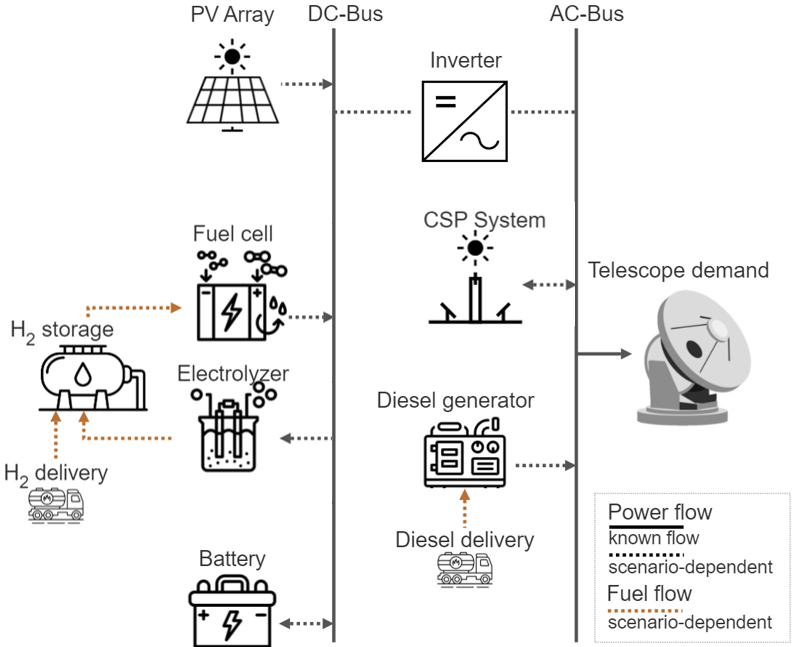 PV Array
DC-Bus
AC-Bus
Inverter
Fuel cell
CSP System
Telescope demand
H2 storage
Electrolyzer
Diesel generator
H2 delivery
Diesel delivery
Battery
Power flow
known flow
scenario-dependent
Fuel flow
scenario-dependent